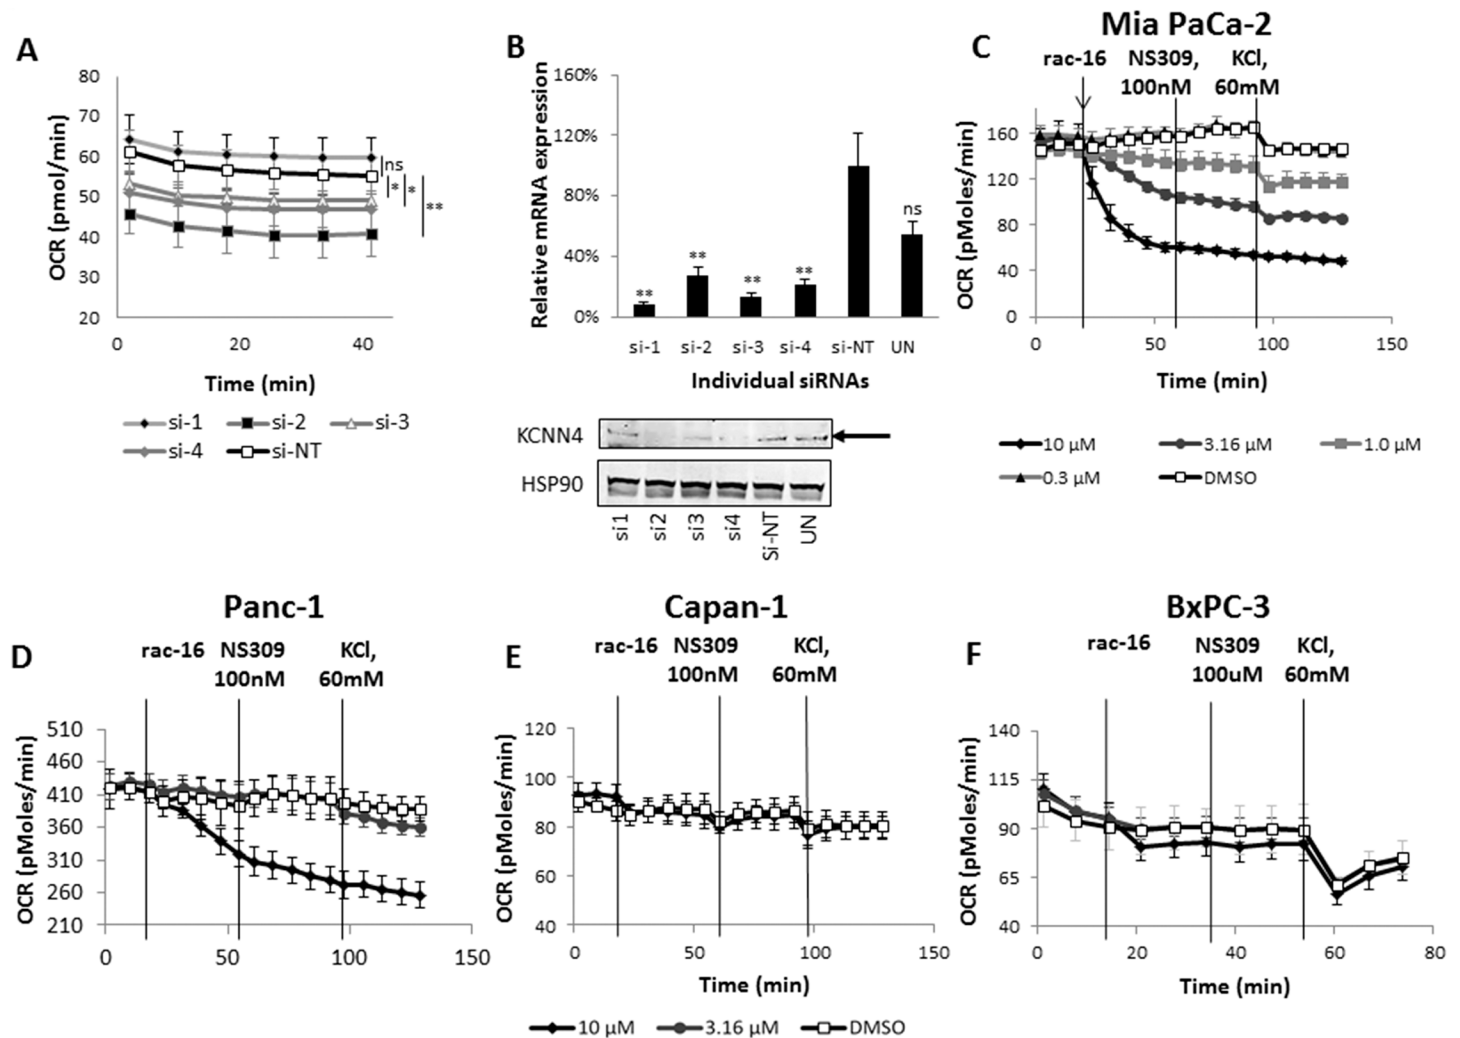 A
80
70
60
50
40
30
20
OCR (pmol/min)
ns
*
*
**
0 20 40
Time (min)
si-1 si-2 si-3
si-4 si-NT
B
160%
120%
80%
40%
0%
Relative mRNA expression
** ** ** ** ns
si-1 si-2 si-3 si-4 si-NT UN
Individual siRNAs
KCNN4
HSP90
si1 si2 si3 si4 Si-NT UN
Mia PaCa-2
C
rac-16 NS309, KCl,
100nM 60mM
160
120
80
40
0
OCR (pMoles/min)
0 50 100 150
Time (min)
10 µM 3.16 µM 1.0 µM
0.3 µM DMSO
Panc-1
D
rac-16 NS309 KCl,
100nM 60mM
510
460
410
360
310
260
210
OCR (pMoles/min)
0 50 100 150
Capan-1
E
rac-16 NS309 KCl,
100nM 60mM
120
100
80
60
40
OCR (pMoles/min)
0 50 100 150
Time (min)
BxPC-3
F
rac-16 NS309 KCl,
100uM 60mM
140
115
90
65
40
OCR (pMoles/min)
0 20 40 60 80
Time (min)
10 µM 3.16 µM DMSO